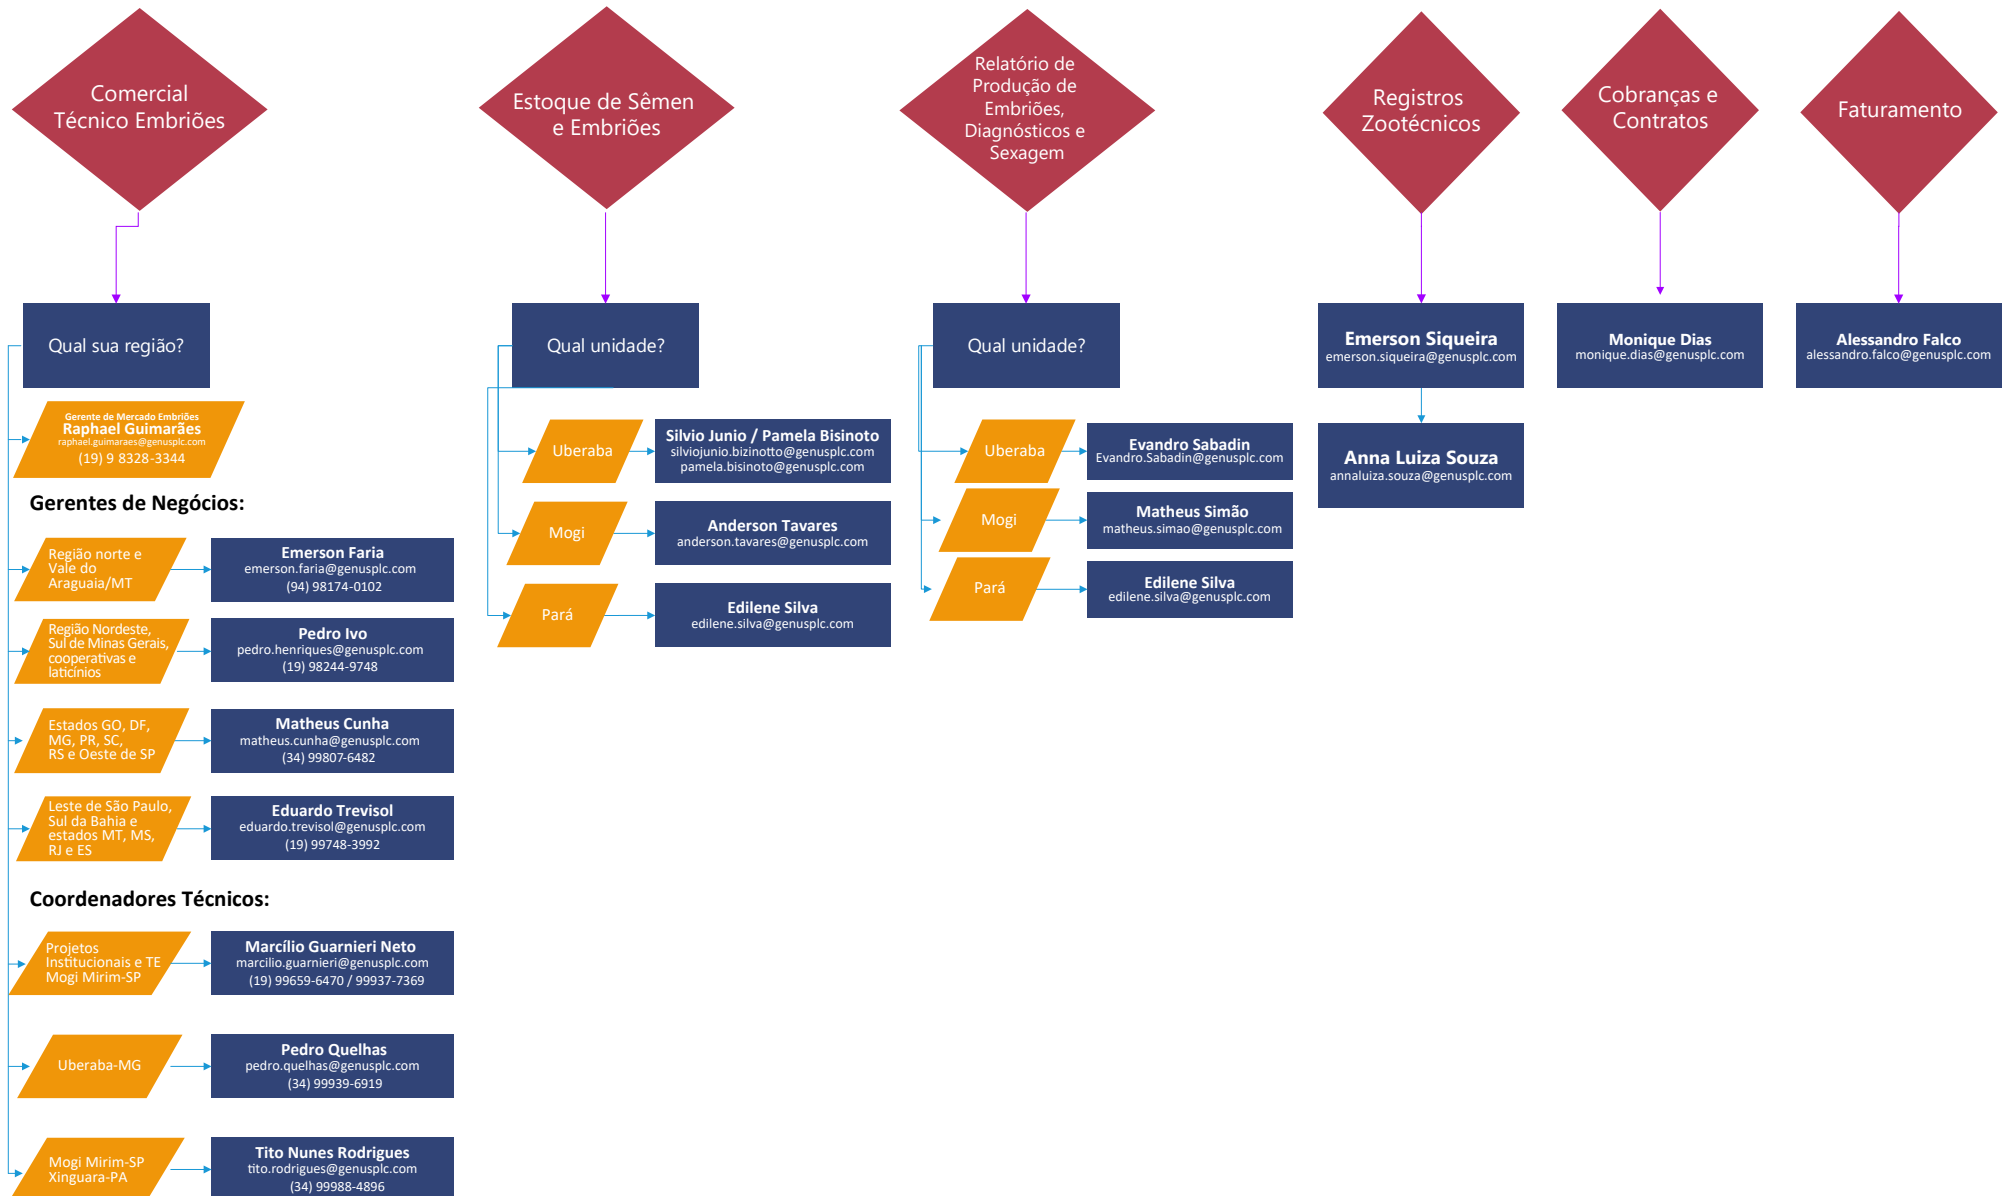 Comercial
Técnico Embriões
Qual sua região?
Gerente de Mercado Embriões
Raphael Guimarães
raphael.guimaraes@genusplc.com
(19) 9 8328-3344
Gerentes de Negócios:
Região norte e
Vale do
Araguaia/MT
Emerson Faria
emerson.faria@genusplc.com
(94) 98174-0102
Região Nordeste,
Sul de Minas Gerais,
cooperativas e
laticínios
Pedro Ivo
pedro.henriques@genusplc.com
(19) 98244-9748
Estados GO, DF,
MG, PR, SC,
RS e Oeste de SP
Matheus Cunha
matheus.cunha@genusplc.com
(34) 99807-6482
Leste de São Paulo,
Sul da Bahia e
estados MT, MS,
RJ e ES
Eduardo Trevisol
eduardo.trevisol@genusplc.com
(19) 99748-3992
Coordenadores Técnicos:
Projetos
Institucionais e TE
Mogi Mirim-SP
Marcílio Guarnieri Neto
marcilio.guarnieri@genusplc.com
(19) 99659-6470 / 99937-7369
Uberaba-MG
Pedro Quelhas
pedro.quelhas@genusplc.com
(34) 99939-6919
Mogi Mirim-SP
Xinguara-PA
Tito Nunes Rodrigues
tito.rodrigues@genusplc.com
(34) 99988-4896
Estoque de Sêmen
e Embriões
Qual unidade?
Uberaba
Silvio Junio / Pamela Bisinoto
silviojunio.bizinotto@genusplc.com
pamela.bisinoto@genusplc.com
Mogi
Anderson Tavares
anderson.tavares@genusplc.com
Pará
Edilene Silva
edilene.silva@genusplc.com
Relatório de
Produção de
Embriões,
Diagnósticos e
Sexagem
Qual unidade?
Uberaba
Evandro Sabadin
Evandro.Sabadin@genusplc.com
Mogi
Matheus Simão
matheus.simao@genusplc.com
Pará
Edilene Silva
edilene.silva@genusplc.com
Registros
Zootécnicos
Emerson Siqueira
emerson.siqueira@genusplc.com
Anna Luiza Souza
annaluiza.souza@genusplc.com
Cobranças e
Contratos
Monique Dias
monique.dias@genusplc.com
Faturamento
Alessandro Falco
alessandro.falco@genusplc.com